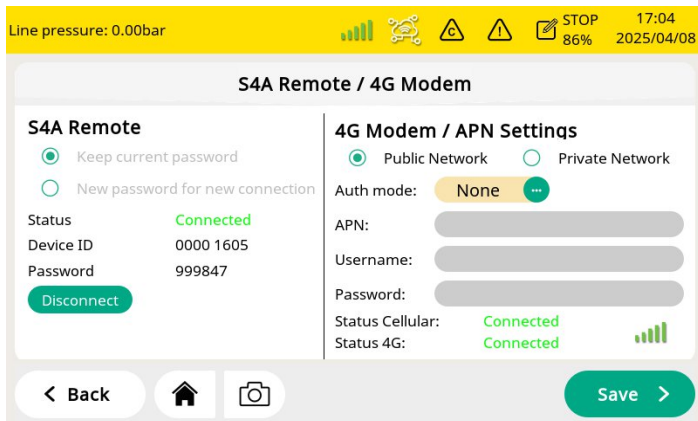 Line pressure: 0.00bar
C
!
STOP
86%
17:04
2025/04/08
S4A Remote / 4G Modem
S4A Remote
Keep current password
New password for new connection
Status Connected
Device ID 0000 1605
Password 999847
Disconnect
4G Modem / APN Settings
Public Network
Private Network
Auth mode: None ...
APN:
Username:
Password:
Status Cellular: Connected
Status 4G: Connected
< Back
Save >